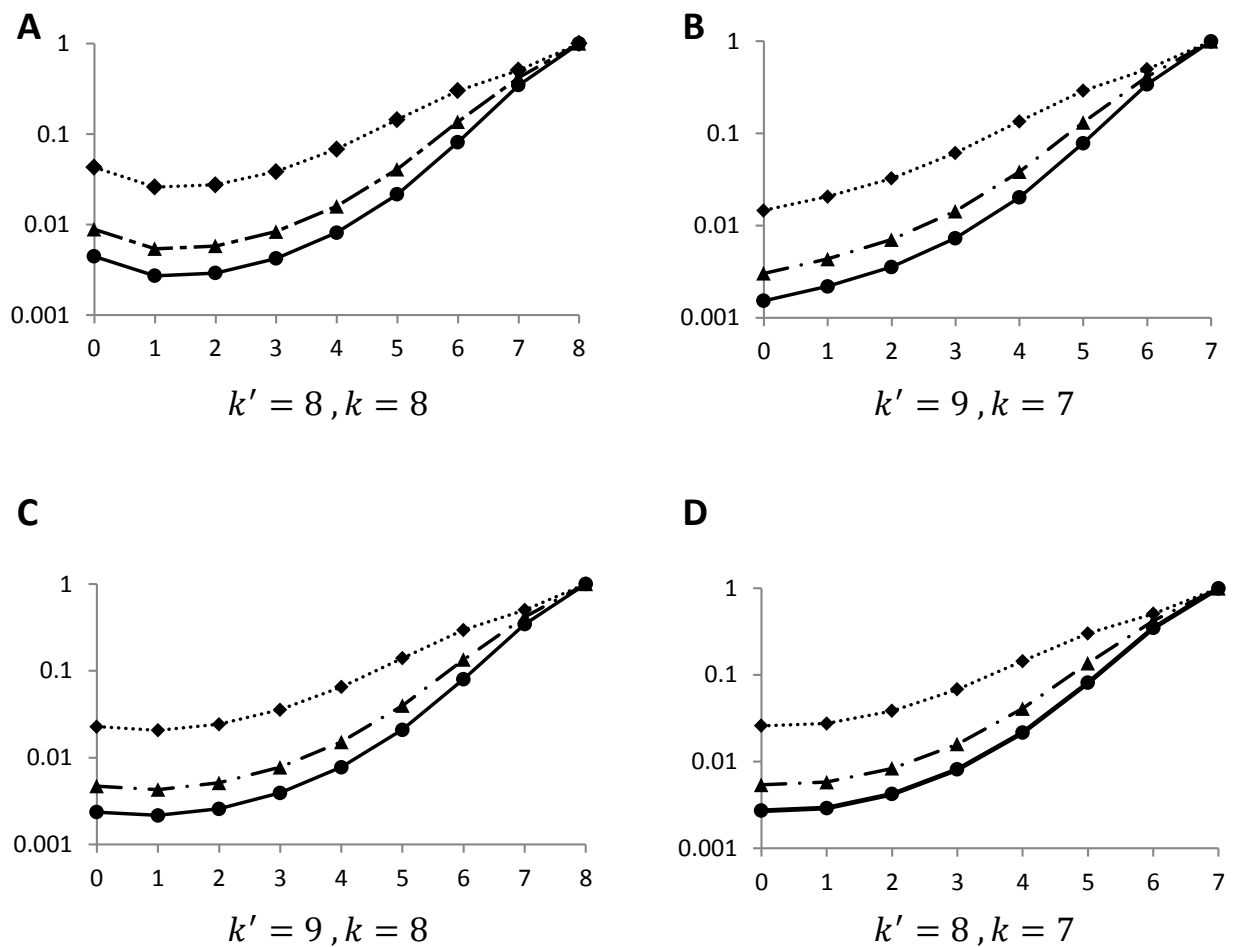 A
1
0.1
0.01
0.001
0 1 2 3 4 5 6 7 8
k′ = 8 , k = 8
B
1
0.1
0.01
0.001
0 1 2 3 4 5 6 7
k′ = 9 , k = 7
C
1
0.1
0.01
0.001
0 1 2 3 4 5 6 7 8
k′ = 9 , k = 8
D
1
0.1
0.01
0.001
0 1 2 3 4 5 6 7
k′ = 8 , k = 7